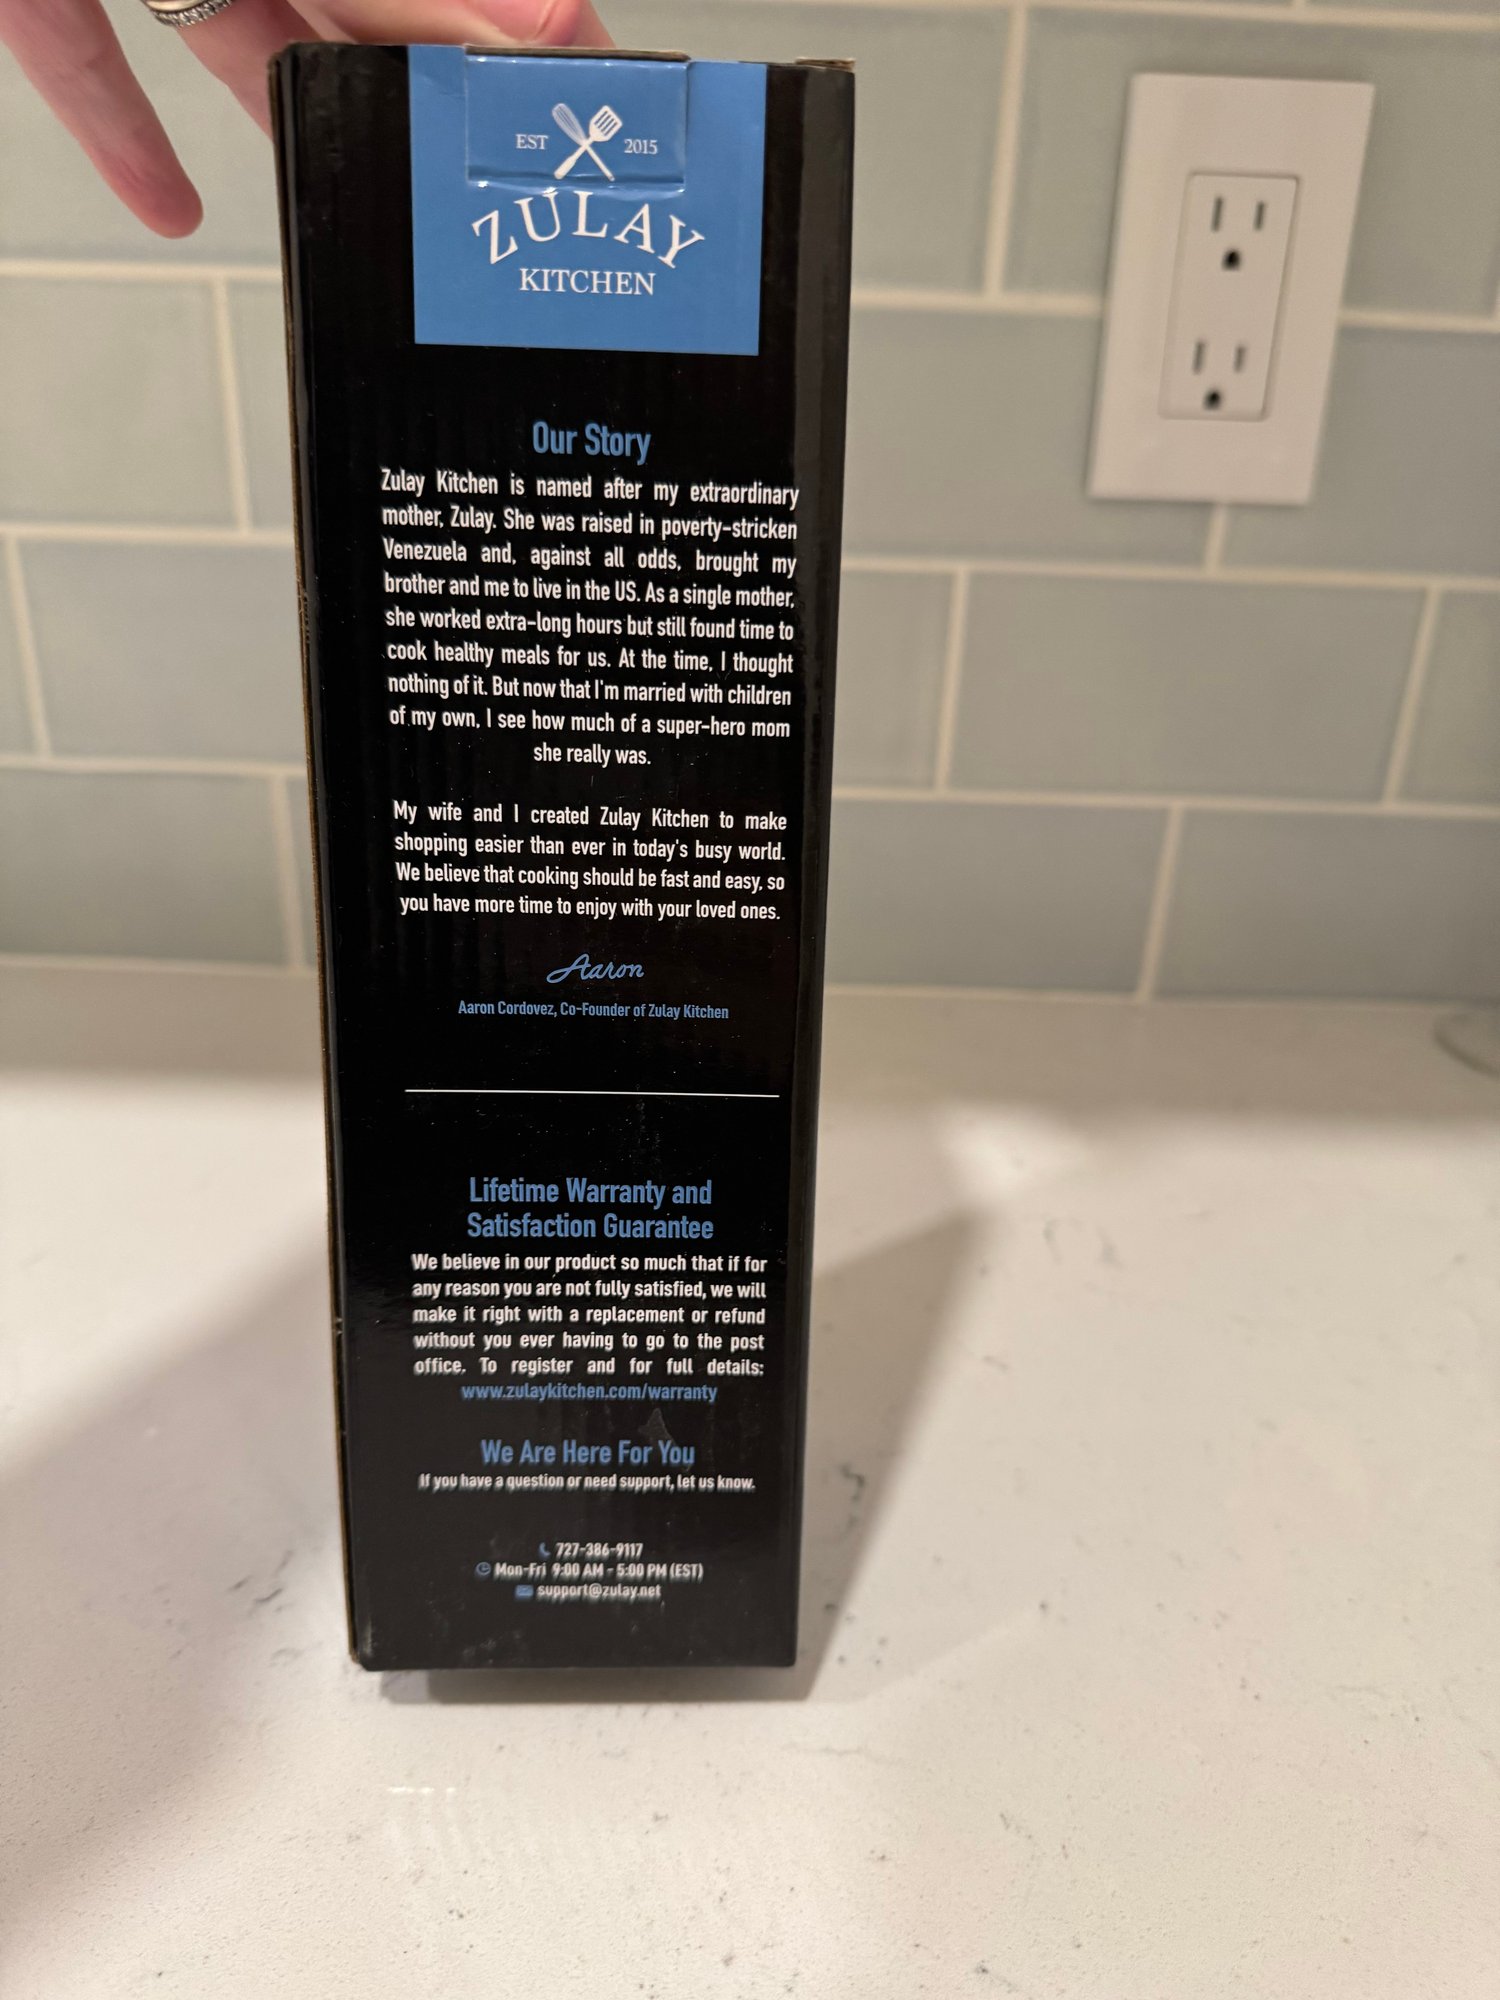 EST 2015
ZULAY
KITCHEN
Our Story
Zulay Kitchen is named after my extraordinary
mother, Zulay. She was raised in poverty-stricken
Venezuela and, against all odds, brought my
brother and me to live in the US. As a single mother,
she worked extra-long hours but still found time to
cook healthy meals for us. At the time, I thought
nothing of it. But now that I'm married with children
of my own, I see how much of a super-hero mom
she really was.
My wife and I created Zulay Kitchen to make
shopping easier than ever in today's busy world.
We believe that cooking should be fast and easy, so
you have more time to enjoy with your loved ones.
Aaron
Aaron Cordovez, Co-Founder of Zulay Kitchen
Lifetime Warranty and
Satisfaction Guarantee
We believe in our product so much that if for
any reason you are not fully satisfied, we will
make it right with a replacement or refund
without you ever having to go to the post
office. To register and for full details:
www.zulaykitchen.com/warranty
We Are Here For You
If you have a question or need support, let us know.
727-386-9117
Mon-Fri 9:00 AM - 5:00 PM (EST)
support@zulay.net